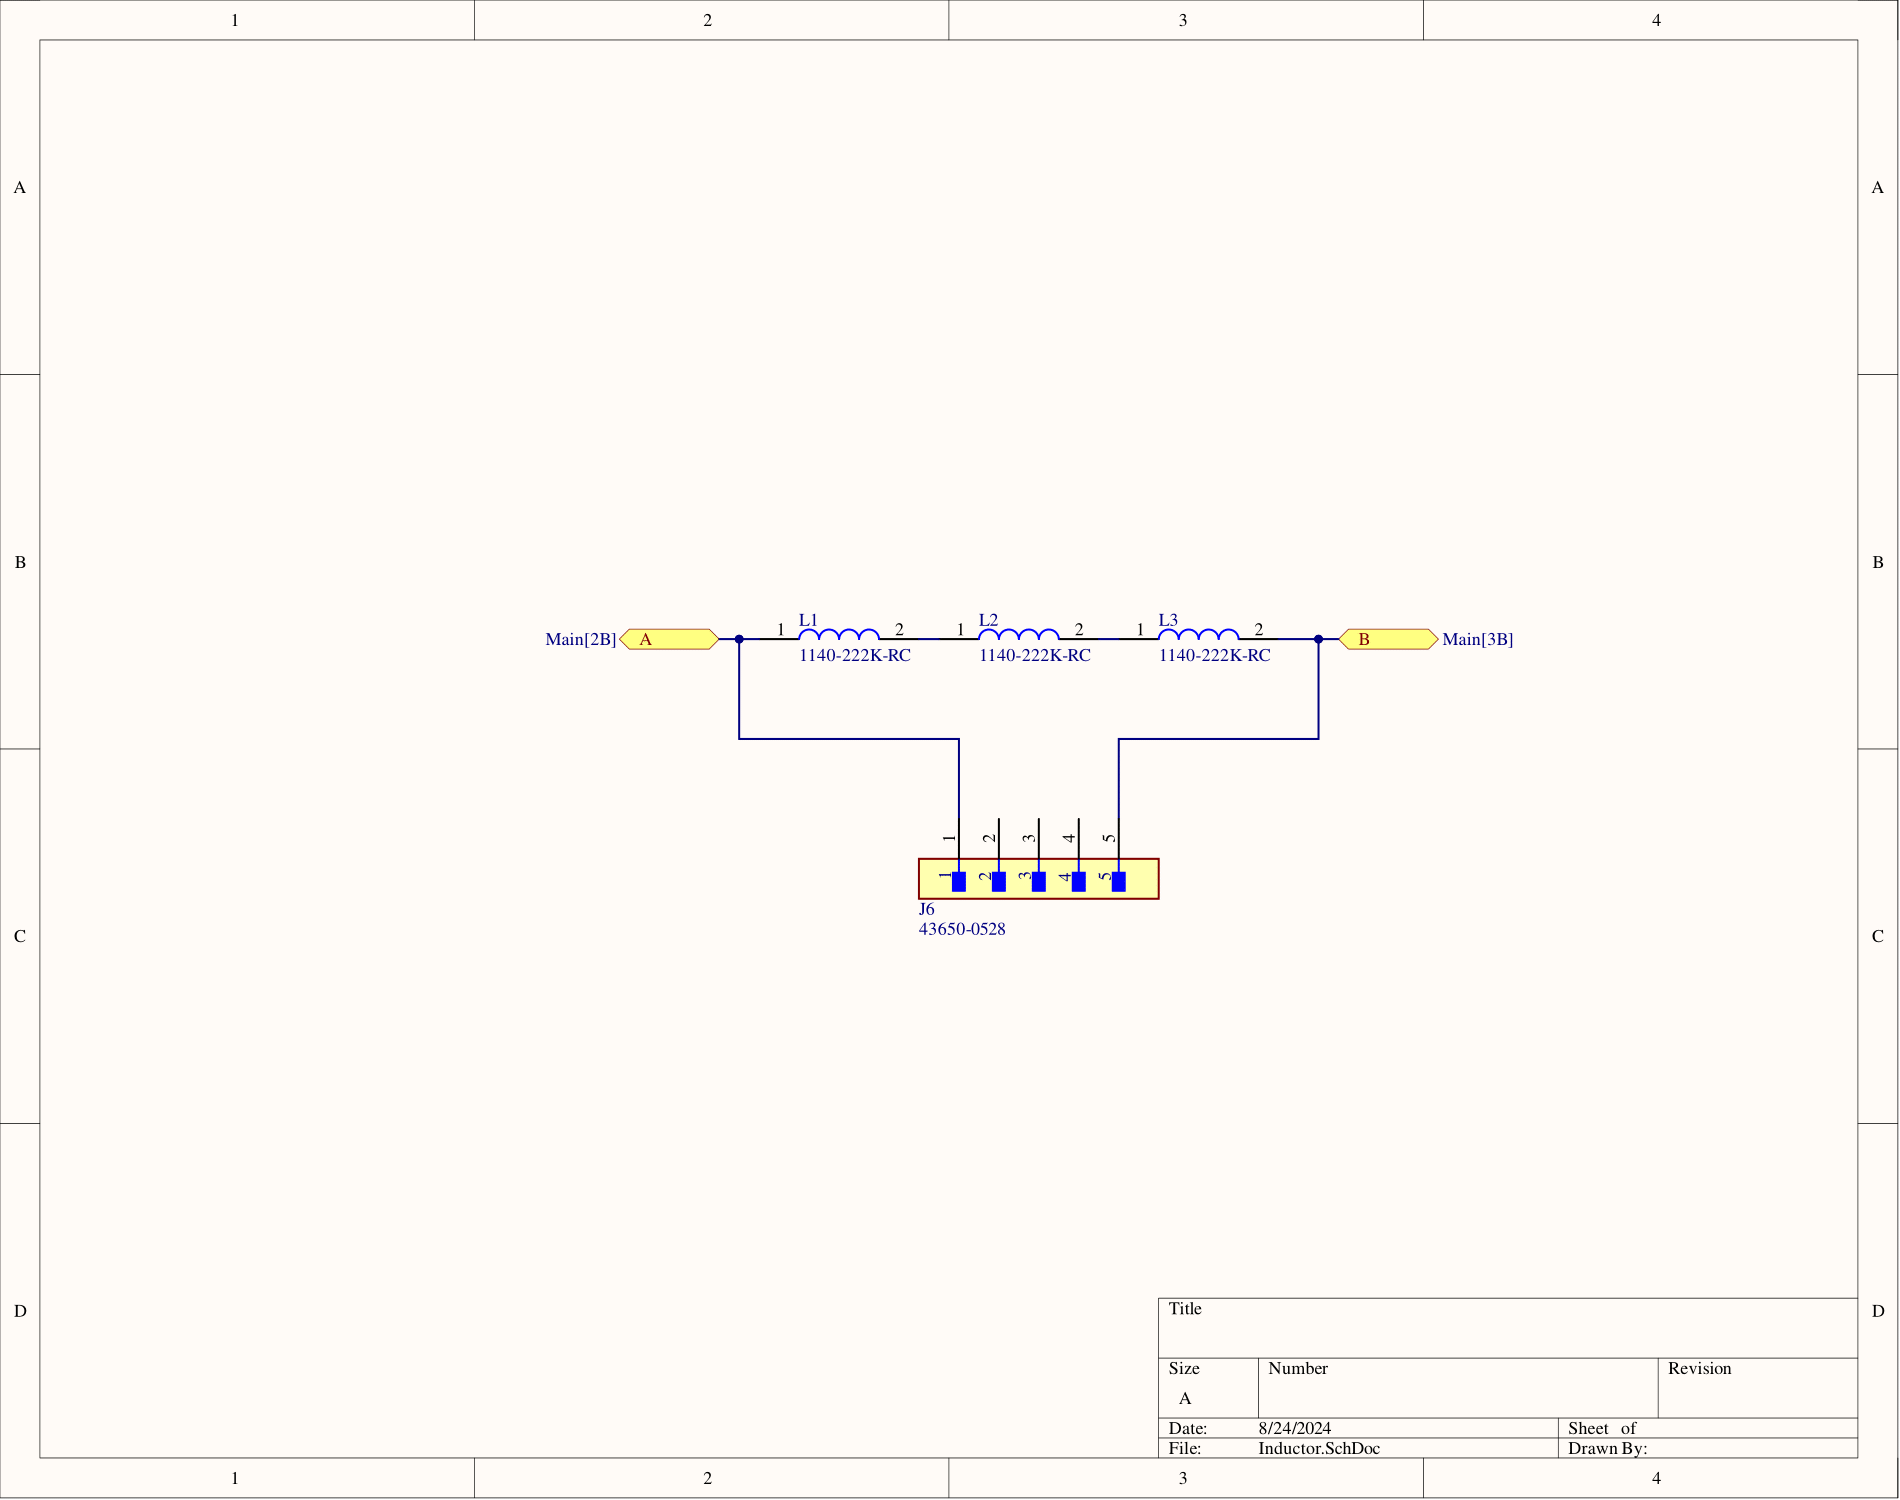 1 2 3 4
A A
B B
L1 L2 L3
Main[2B] A 1 2 1 2 1 2 B Main[3B]
1140-222K-RC 1140-222K-RC 1140-222K-RC
1 2 3 4 5
1 2 3 4 5
J6
43650-0528
C C
D D
Title
Size Number Revision
A
Date: 8/24/2024 Sheet of
File: Inductor.SchDoc Drawn By:
1 2 3 4